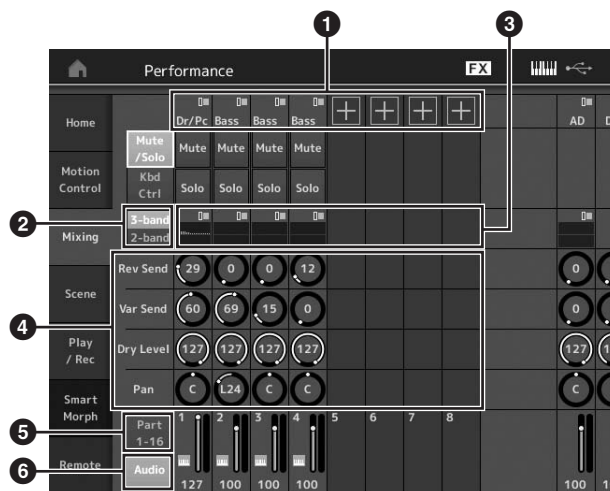 1
3
Performance
FX
Home
Dr/Pc Bass Bass Bass
AD
Mute /Solo
Mute Mute Mute Mute
Motion Control
Kbd Ctrl
Solo Solo Solo Solo
2
3-band
2-band
Mixing
4
Rev Send 29 0 0 12 0
Scene
Var Send 60 69 15 0 0
Play / Rec
Dry Level 127 127 127 127 127
Pan C L24 C C C
Smart Morph
5
Part 1-16
1 2 3 4 5 6 7 8
6
Remote
Audio
127 100 100 100 100